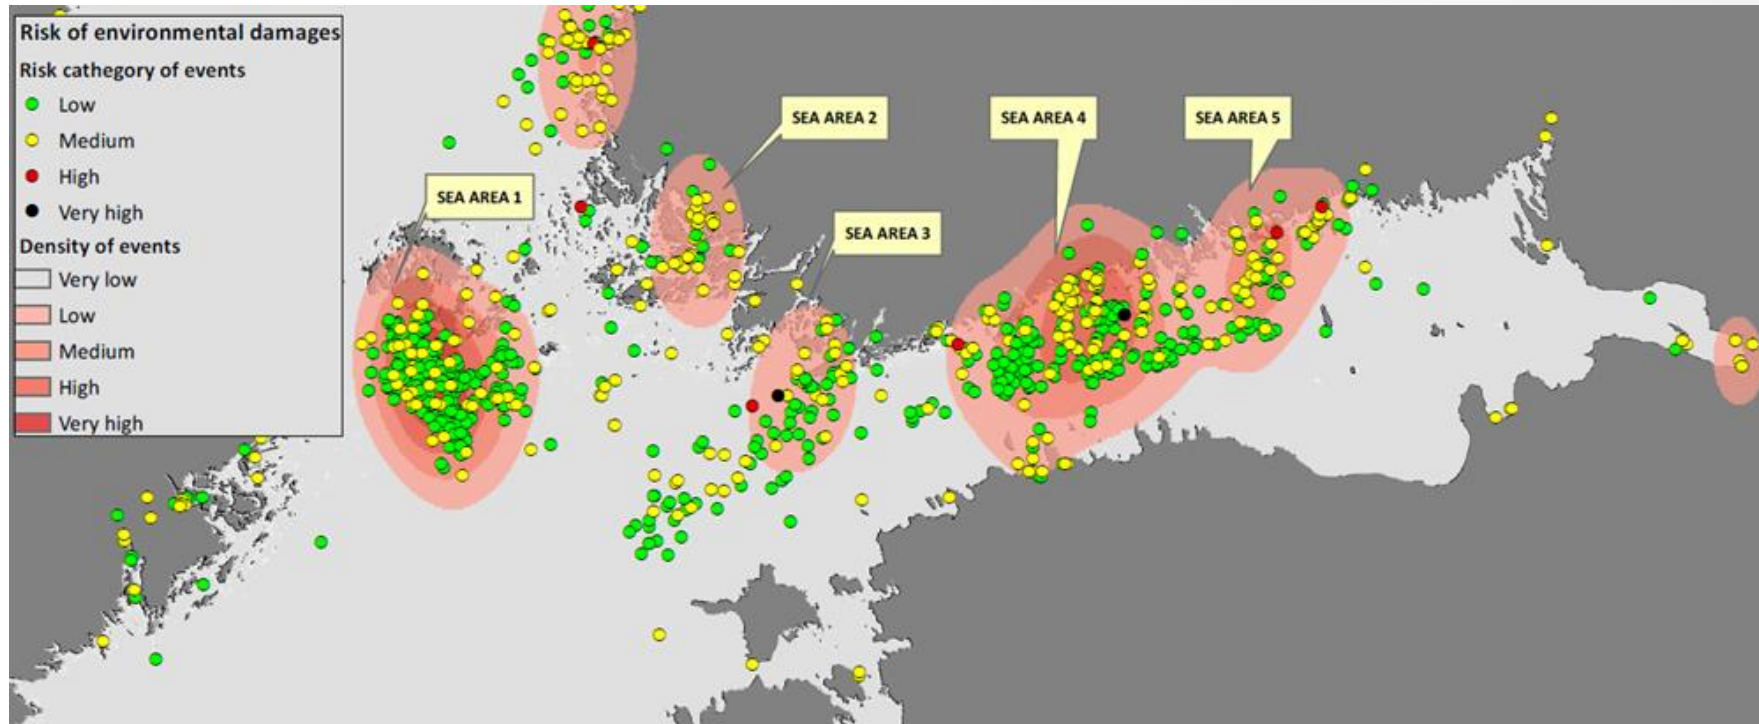 Risk of environmental damages
Risk cathegory of events
Low
Medium
High
Very high
Density of events
Very low
Low
Medium
High
Very high
SEA AREA 1
SEA AREA 2
SEA AREA 3
SEA AREA 4
SEA AREA 5